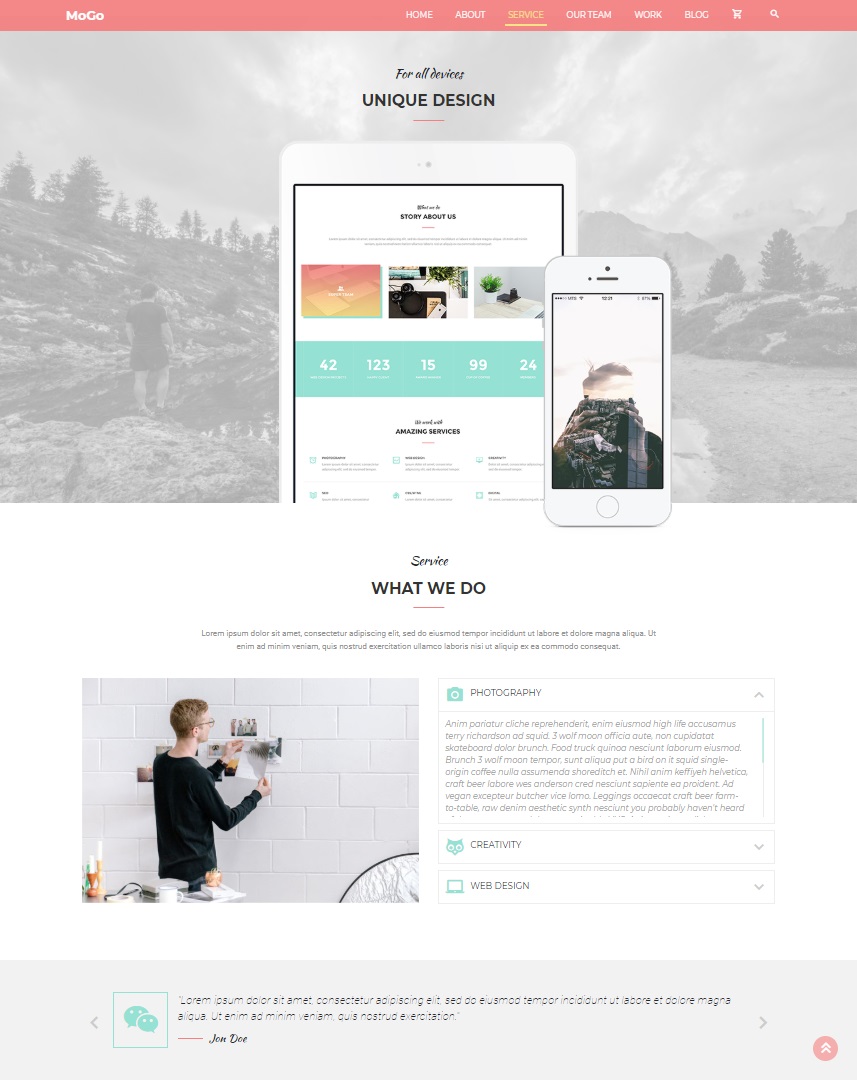 MoGo
HOME ABOUT SERVICE OUR TEAM WORK BLOG
For all devices
UNIQUE DESIGN
What we do
STORY ABOUT US
42 123 15 99 24
We work with
AMAZING SERVICES
PHOTOGRAPHY WEB DESIGN CREATIVITY
SEO
12:21
Service
WHAT WE DO
Lorem ipsum dolor sit amet, consectetur adipiscing elit, sed do eiusmod tempor incididunt ut labore et dolore magna aliqua. Ut
enim ad minim veniam, quis nostrud exercitation ullamco laboris nisi ut aliquip ex ea commodo consequat.
PHOTOGRAPHY
Anim pariatur cliche reprehenderit, enim eiusmod high life accusamus
terry richardson ad squid. 3 wolf moon officia aute, non cupidatat
skateboard dolor brunch. Food truck quinoa nesciunt laborum eiusmod.
Brunch 3 wolf moon tempor, sunt aliqua put a bird on it squid single-
origin coffee nulla assumenda shoreditch et. Nihil anim keffiyeh helvetica,
craft beer labore wes anderson cred nesciunt sapiente ea proident. Ad
vegan excepteur butcher vice lomo. Leggings occaecat craft beer farm-
to-table, raw denim aesthetic synth nesciunt you probably haven't heard
CREATIVITY
WEB DESIGN
"Lorem ipsum dolor sit amet, consectetur adipiscing elit, sed do eiusmod tempor incididunt ut labore et dolore magna
aliqua. Ut enim ad minim veniam, quis nostrud exercitation."
Jon Doe